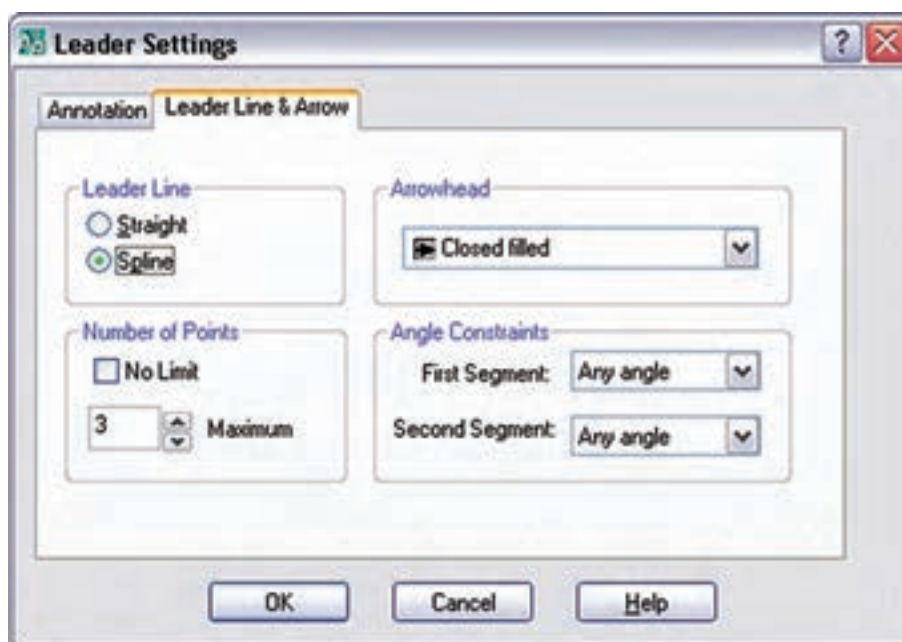 Leader Settings
Annotation
Leader Line & Arrow
Leader Line
Straight
Spline
Arrowhead
Closed filled
Number of Points
No Limit
3
Maximum
Angle Constraints
First Segment:
Any angle
Second Segment:
Any angle
OK
Cancel
Help